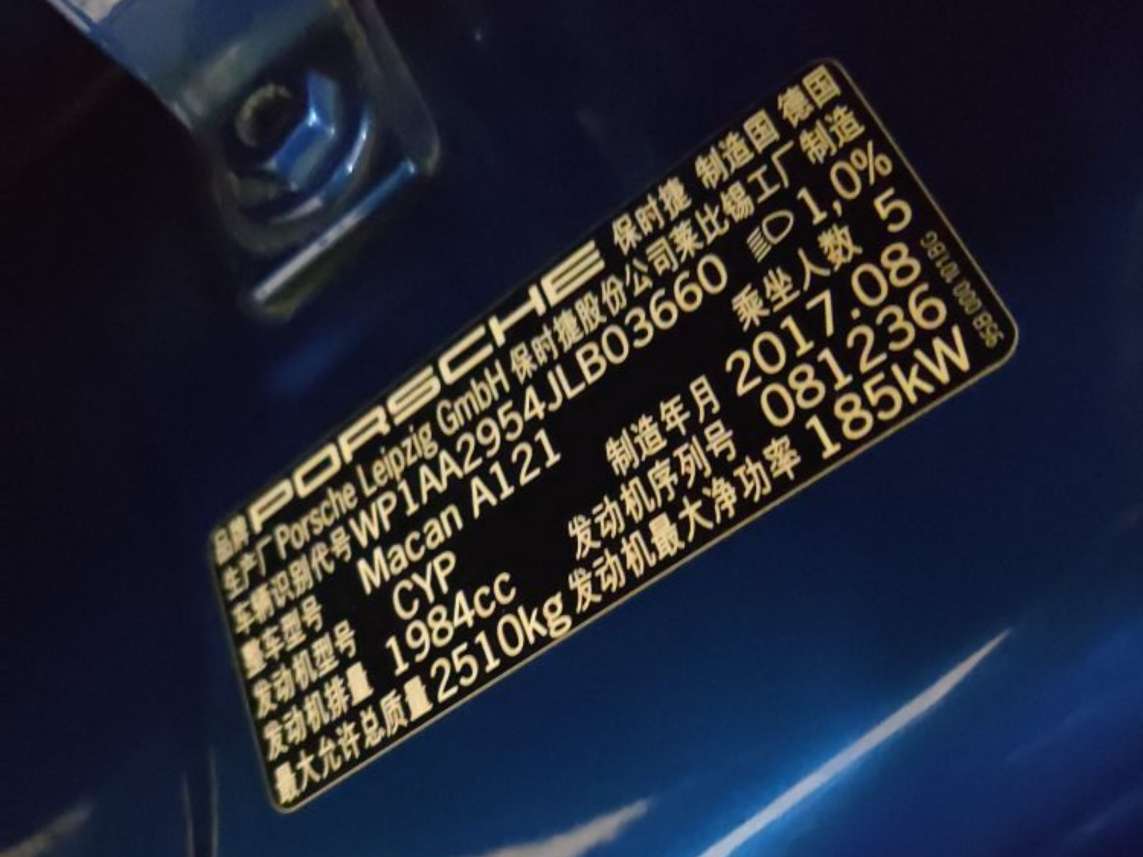 品牌 PORSCHE 保时捷 制造国 德国
生产厂 Porsche Leipzig GmbH 保时捷股份公司莱比锡工厂制造
车辆识别代号 WP1AA2954JLB03660 1,0%
整车型号 Macan A121 乘坐人数 5
发动机型号 CYP 制造年月 2017.08
发动机排量 1984cc 发动机序列号 081236
最大允许总质量 2510kg 发动机最大净功率 185kW
95B 000 101 BG